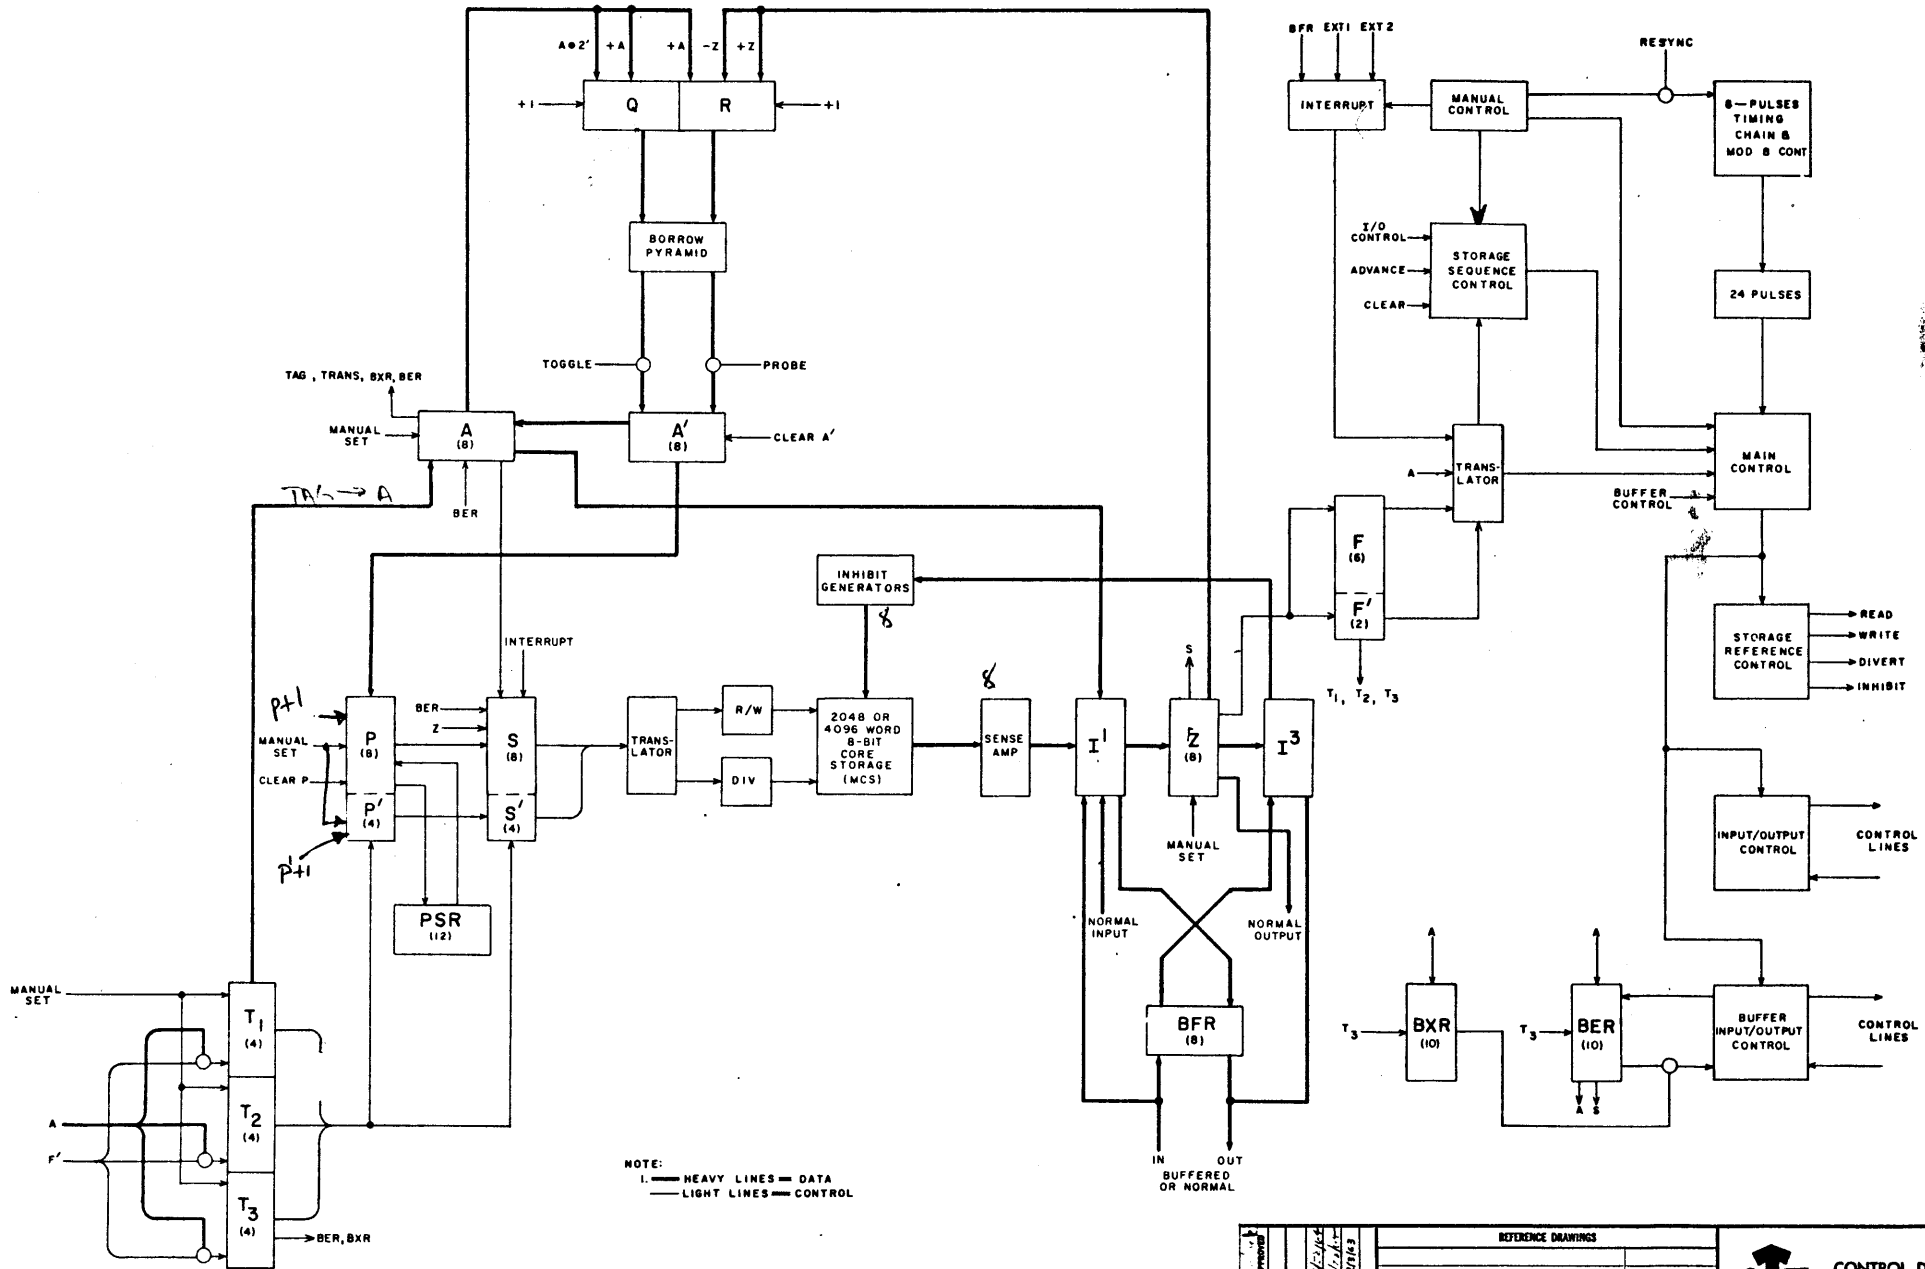 A⊕2' +A +A -Z +Z
+1 Q R +1
BORROW
PYRAMID
TOGGLE PROBE
TAG , TRANS, BXR, BER
MANUAL
SET
A
(8)
A'
(8)
CLEAR A'
TAG → A
BER
BFR EXT1 EXT2
INTERRUPT
MANUAL
CONTROL
RESYNC
6—PULSES
TIMING
CHAIN &
MOD 8 CONT
I/O
CONTROL
ADVANCE
CLEAR
STORAGE
SEQUENCE
CONTROL
24 PULSES
A
TRANS-
LATOR
MAIN
CONTROL
BUFFER
CONTROL
F
(6)
F'
(2)
T1, T2, T3
INHIBIT
GENERATORS
8
STORAGE
REFERENCE
CONTROL
READ
WRITE
DIVERT
INHIBIT
INTERRUPT
P+1
MANUAL
SET
CLEAR P
P
(8)
P'
(4)
P'+1
BER
Z
S
(8)
S'
(4)
TRANS-
LATOR
R/W
DIV
2048 OR
4096 WORD
8-BIT
CORE
STORAGE
(MCS)
8
SENSE
AMP
I1
S
Z
(8)
I3
MANUAL
SET
NORMAL
INPUT
NORMAL
OUTPUT
PSR
(12)
INPUT/OUTPUT
CONTROL
CONTROL
LINES
MANUAL
SET
T1
(4)
T2
(4)
T3
(4)
A
F'
BER, BXR
BFR
(8)
IN OUT
BUFFERED
OR NORMAL
A
T3
BXR
(10)
A
T3
BER
(10)
A S
BUFFER
INPUT/OUTPUT
CONTROL
CONTROL
LINES
NOTE:
1. HEAVY LINES = DATA
LIGHT LINES = CONTROL
REFERENCE DRAWINGS
CONTROL D